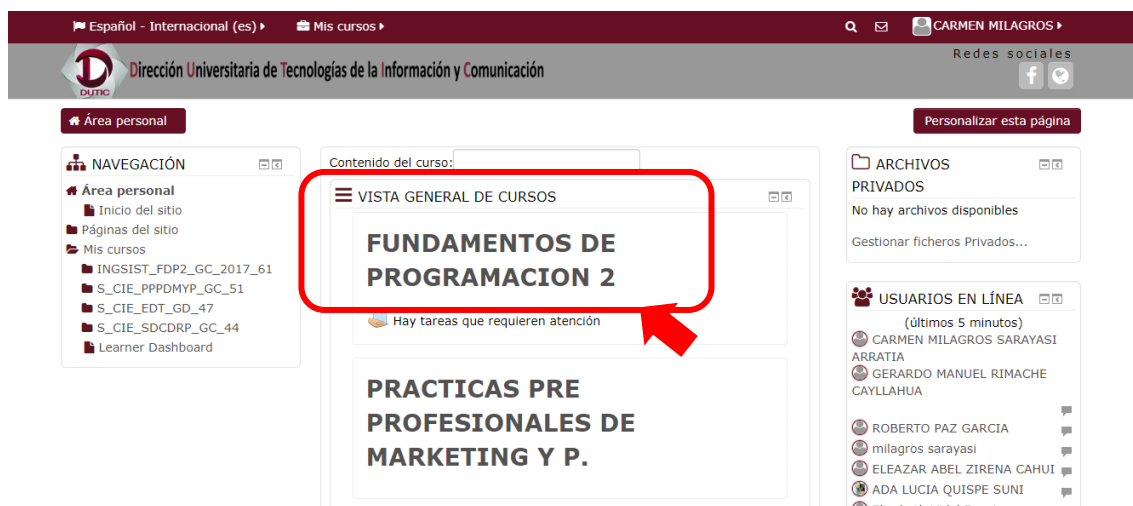 Español - Internacional (es)
Mis cursos
CARMEN MILAGROS
DUTIC
Dirección Universitaria de Tecnologías de la Información y Comunicación
Redes sociales
Área personal
Personalizar esta página
NAVEGACIÓN
Área personal
Inicio del sitio
Páginas del sitio
Mis cursos
INGSIST_FDP2_GC_2017_61
S_CIE_PPPDMYP_GC_51
S_CIE_EDT_GD_47
S_CIE_SDCDRP_GC_44
Learner Dashboard
Contenido del curso:
VISTA GENERAL DE CURSOS
FUNDAMENTOS DE
PROGRAMACION 2
Hay tareas que requieren atención
PRACTICAS PRE
PROFESIONALES DE
MARKETING Y P.
ARCHIVOS
PRIVADOS
No hay archivos disponibles
Gestionar ficheros Privados...
USUARIOS EN LÍNEA
(últimos 5 minutos)
CARMEN MILAGROS SARAYASI
ARRATIA
GERARDO MANUEL RIMACHE
CAYLLAHUA
ROBERTO PAZ GARCIA
milagros sarayasi
ELEAZAR ABEL ZIRENA CAHUI
ADA LUCIA QUISPE SUNI